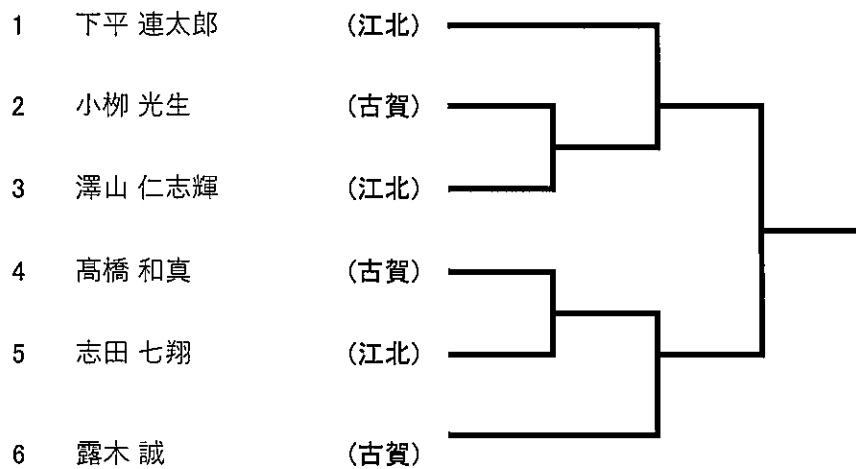 1 下平 連太郎 (江北)
2 小栁 光生 (古賀)
3 澤山 仁志輝 (江北)
4 髙橋 和真 (古賀)
5 志田 七翔 (江北)
6 露木 誠 (古賀)